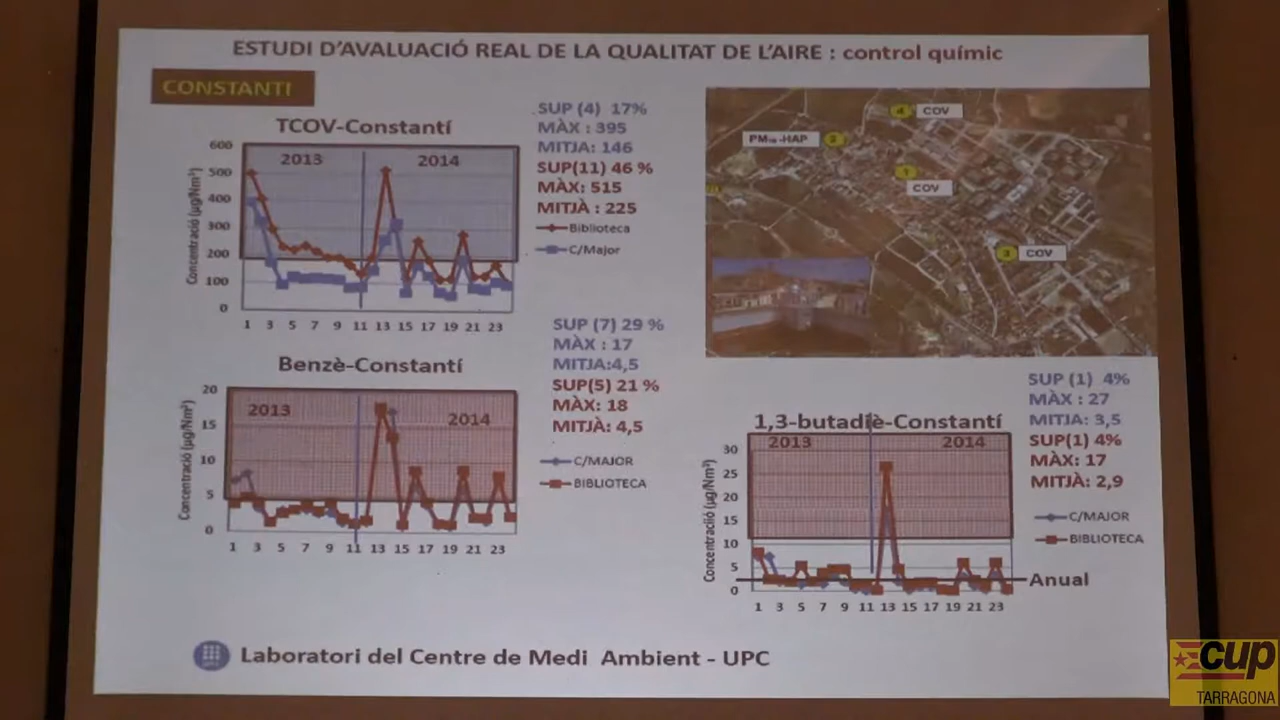 ESTUDI D'AVALUACIÓ REAL DE LA QUALITAT DE L'AIRE : control químic
CONSTANTI
TCOV-Constantí
600
500
400
300
200
100
0
Concentració (µg/Nm³)
2013
2014
1 3 5 7 9 11 13 15 17 19 21 23
SUP (4) 17%
MÀX : 395
MITJA: 146
SUP(11) 46 %
MÀX: 515
MITJÀ : 225
Biblioteca
C/Major
4 COV
PM₁₀-HAP 2
1
COV
3 COV
Benzè-Constantí
20
15
10
5
0
Concentració (µg/Nm³)
2013
2014
1 3 5 7 9 11 13 15 17 19 21 23
SUP (7) 29 %
MÀX : 17
MITJA:4,5
SUP(5) 21 %
MÀX: 18
MITJÀ: 4,5
C/MAJOR
BIBLIOTECA
1,3-butadiè-Constantí
30
25
20
15
10
5
0
Concentració (µg/Nm³)
2013
2014
1 3 5 7 9 11 13 15 17 19 21 23
SUP (1) 4%
MÀX : 27
MITJA: 3,5
SUP(1) 4%
MÀX: 17
MITJÀ: 2,9
C/MAJOR
BIBLIOTECA
Anual
Laboratori del Centre de Medi Ambient - UPC
cup
TARRAGONA